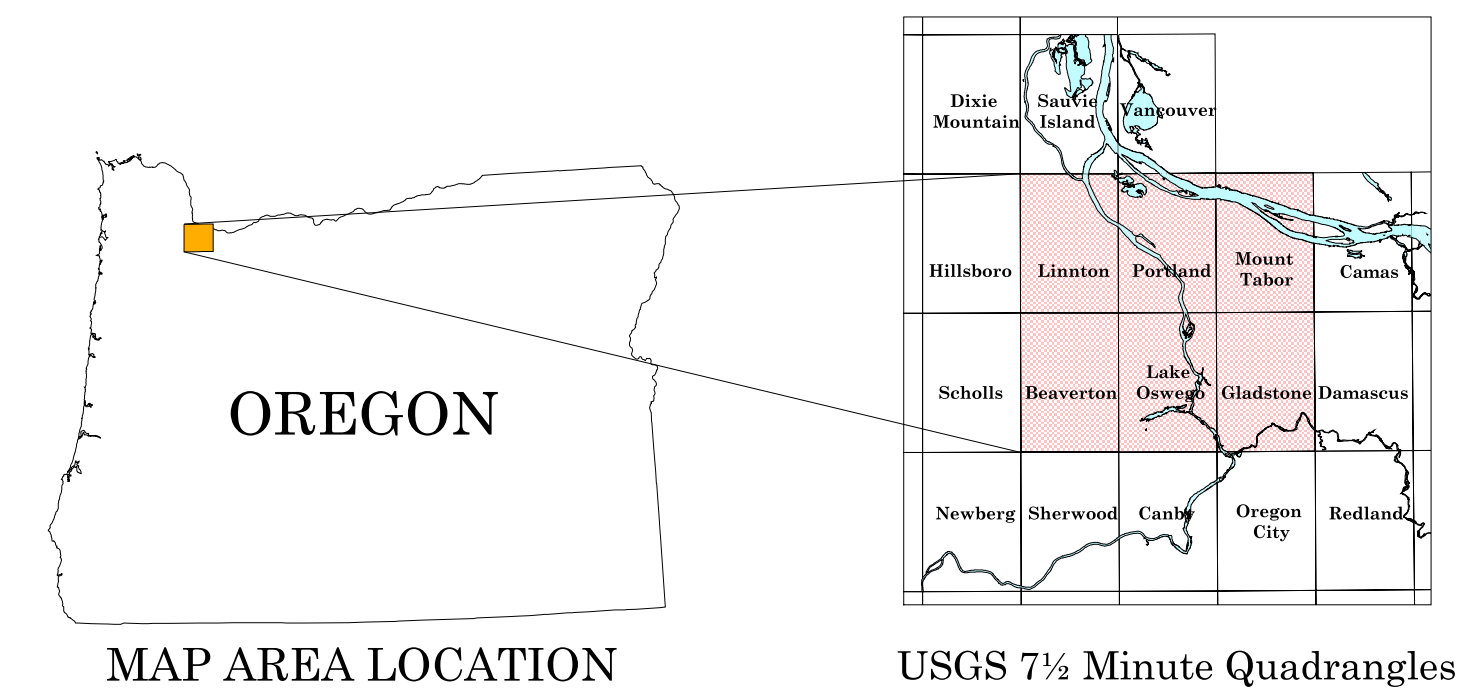 Dixie
Mountain
Sauvie
Island
Vancouver
Hillsboro
Linnton
Portland
Mount
Tabor
Camas
Scholls
Beaverton
Lake
Oswego
Gladstone
Damascus
Newberg
Sherwood
Canby
Oregon
City
Redland
OREGON
MAP AREA LOCATION
USGS 7½ Minute Quadrangles